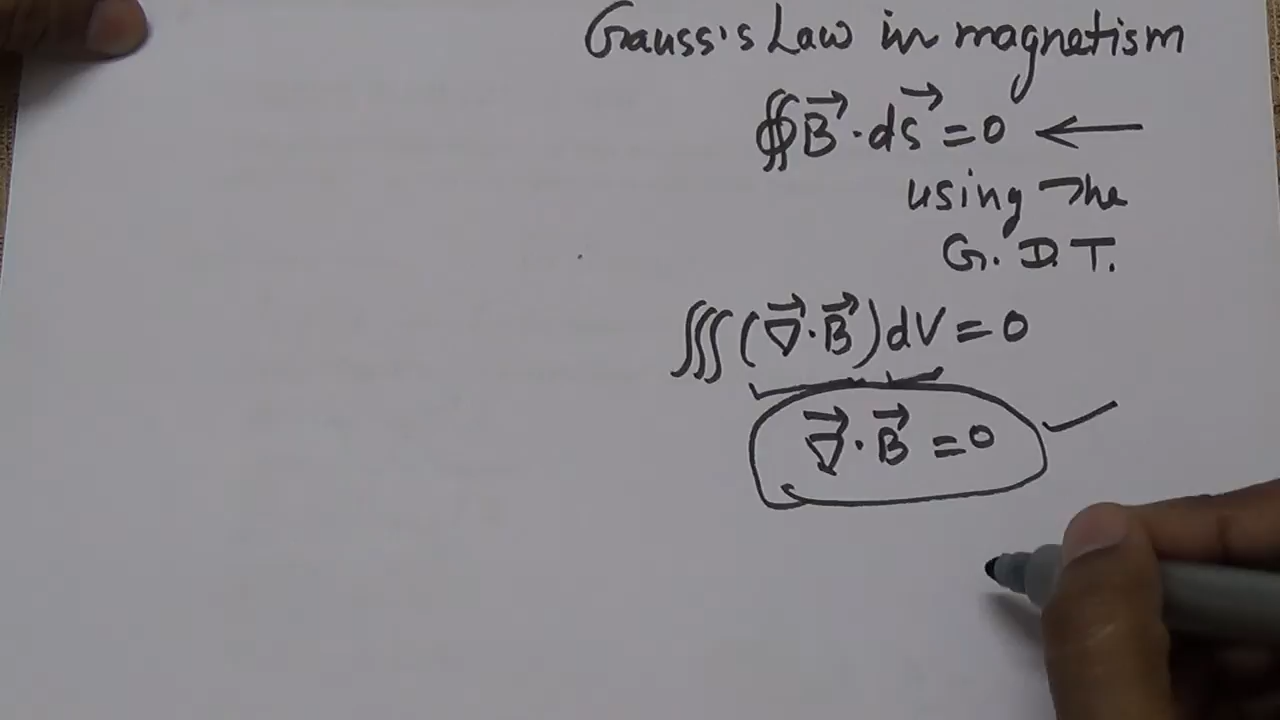 Gauss's Law in magnetism
∯ B⃗ · dS⃗ = 0 ←
using The
G. D.T.
∭ (∇⃗ · B⃗) dV = 0
∇⃗ · B⃗ = 0 ✓